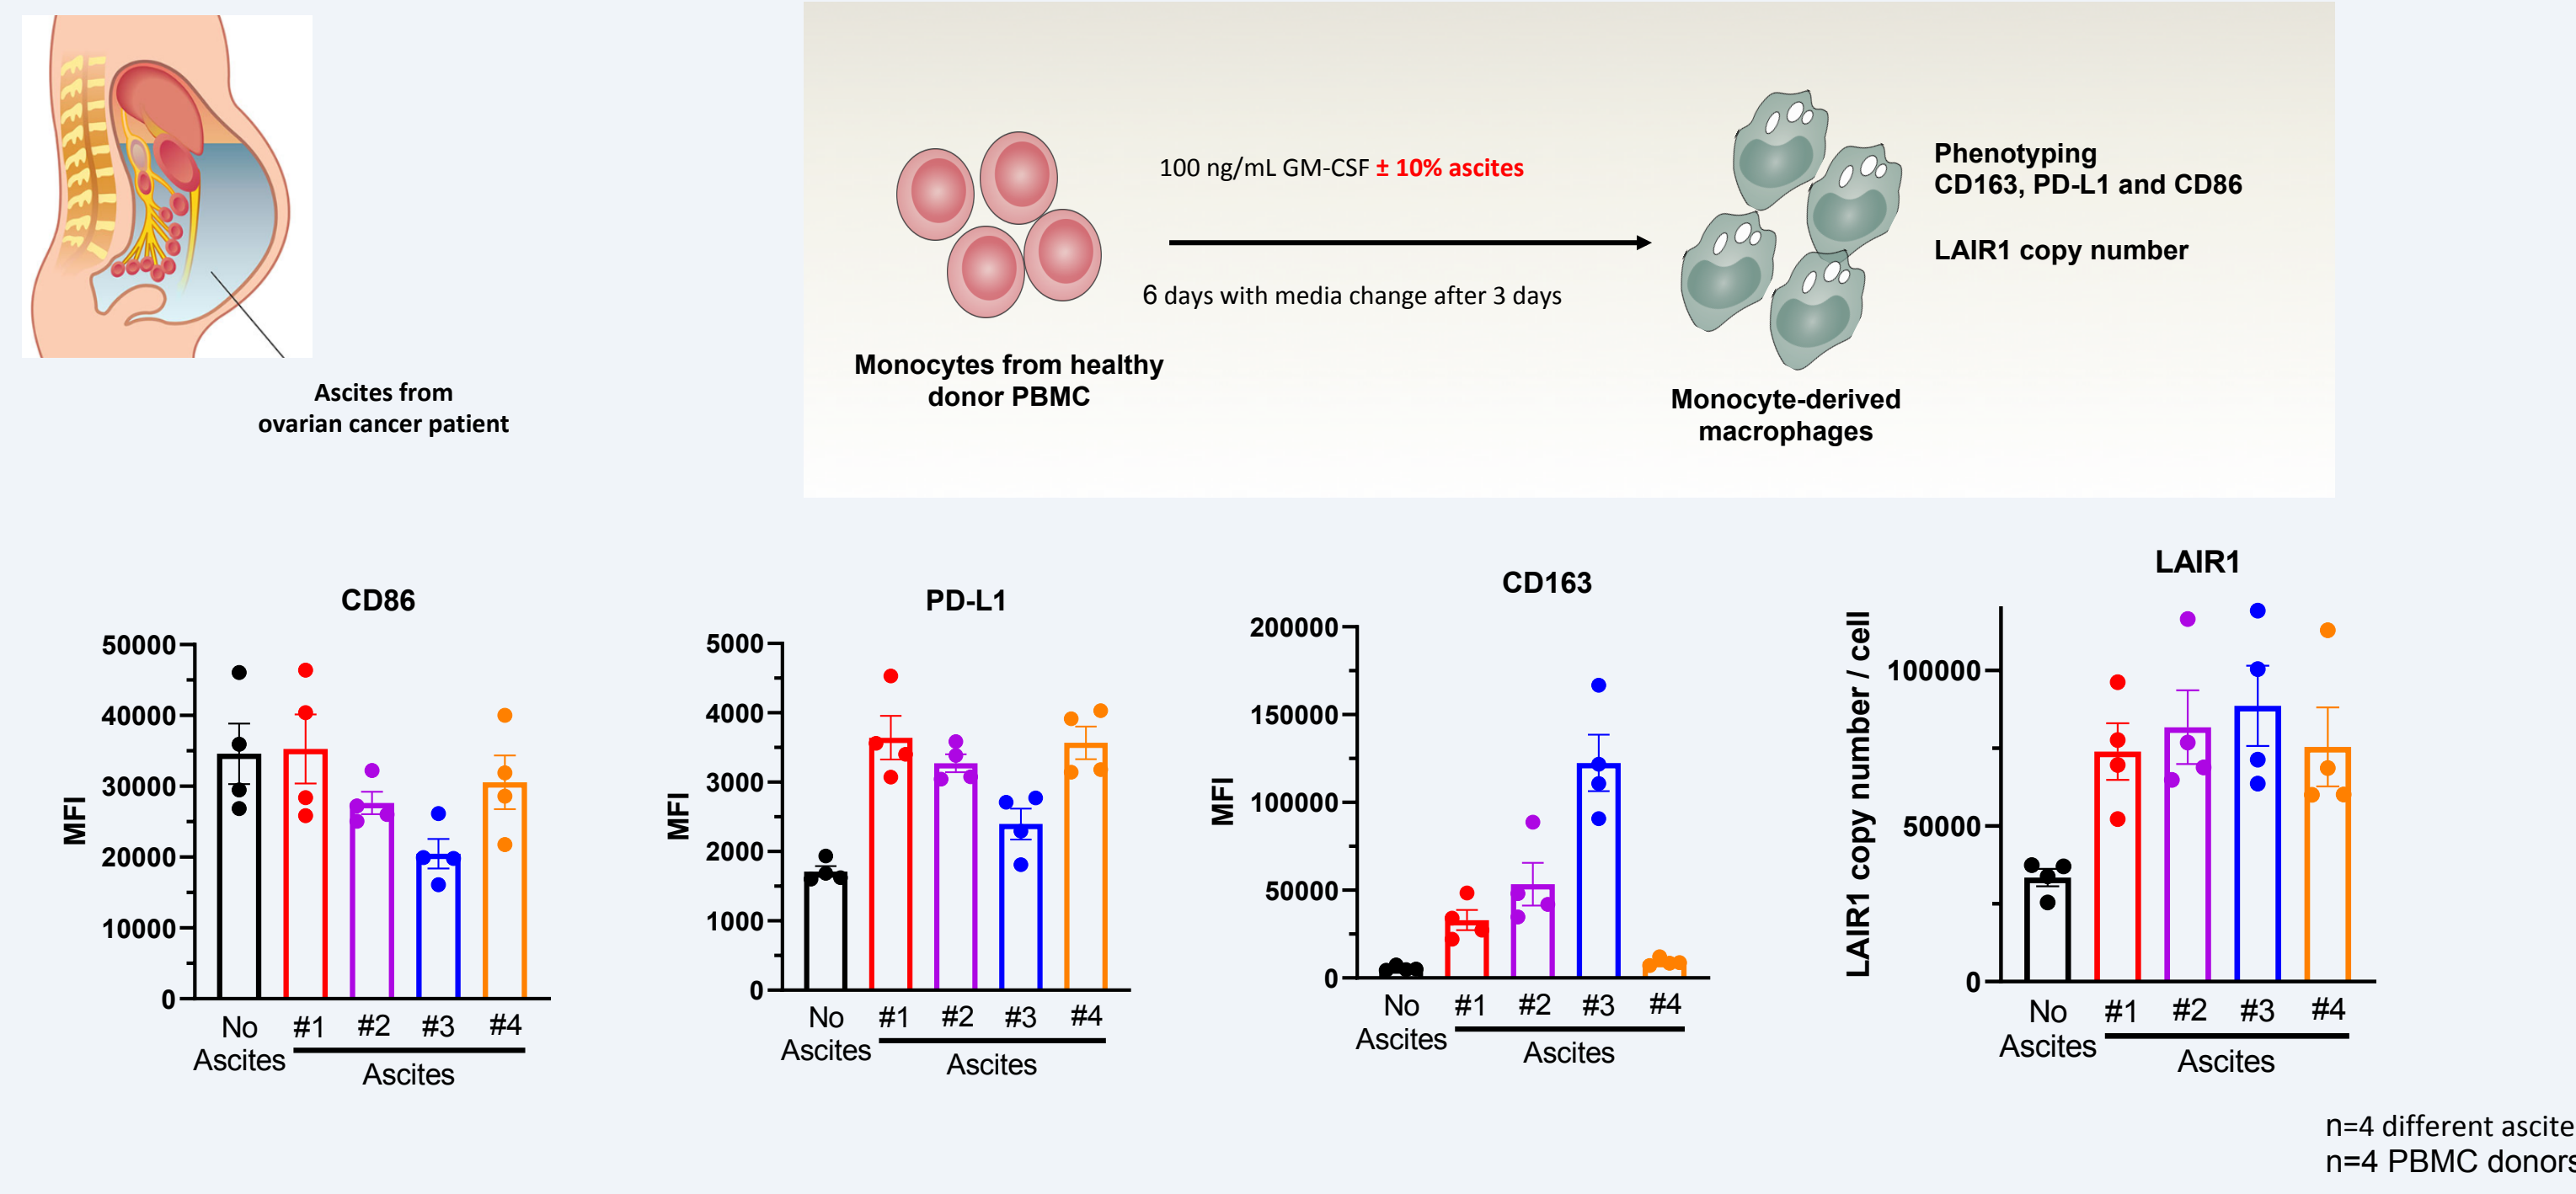 Ascites from
ovarian cancer patient
100 ng/mL GM-CSF ± 10% ascites
6 days with media change after 3 days
Monocytes from healthy
donor PBMC
Monocyte-derived
macrophages
Phenotyping
CD163, PD-L1 and CD86
LAIR1 copy number
CD86
MFI
50000
40000
30000
20000
10000
0
No
Ascites
#1
#2
#3
#4
Ascites
PD-L1
MFI
5000
4000
3000
2000
1000
0
No
Ascites
#1
#2
#3
#4
Ascites
CD163
MFI
200000
150000
100000
50000
0
No
Ascites
#1
#2
#3
#4
Ascites
LAIR1
LAIR1 copy number / cell
100000
50000
0
No
Ascites
#1
#2
#3
#4
Ascites
n=4 different ascite
n=4 PBMC donors